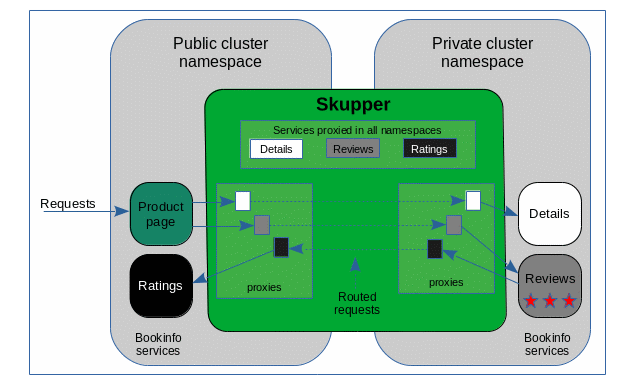 Public cluster
namespace
Private cluster
namespace
Skupper
Services proxied in all namespaces
Details
Reviews
Ratings
Requests
Product
page
Ratings
proxies
Routed
requests
proxies
Details
Reviews
Bookinfo
services
Bookinfo
services